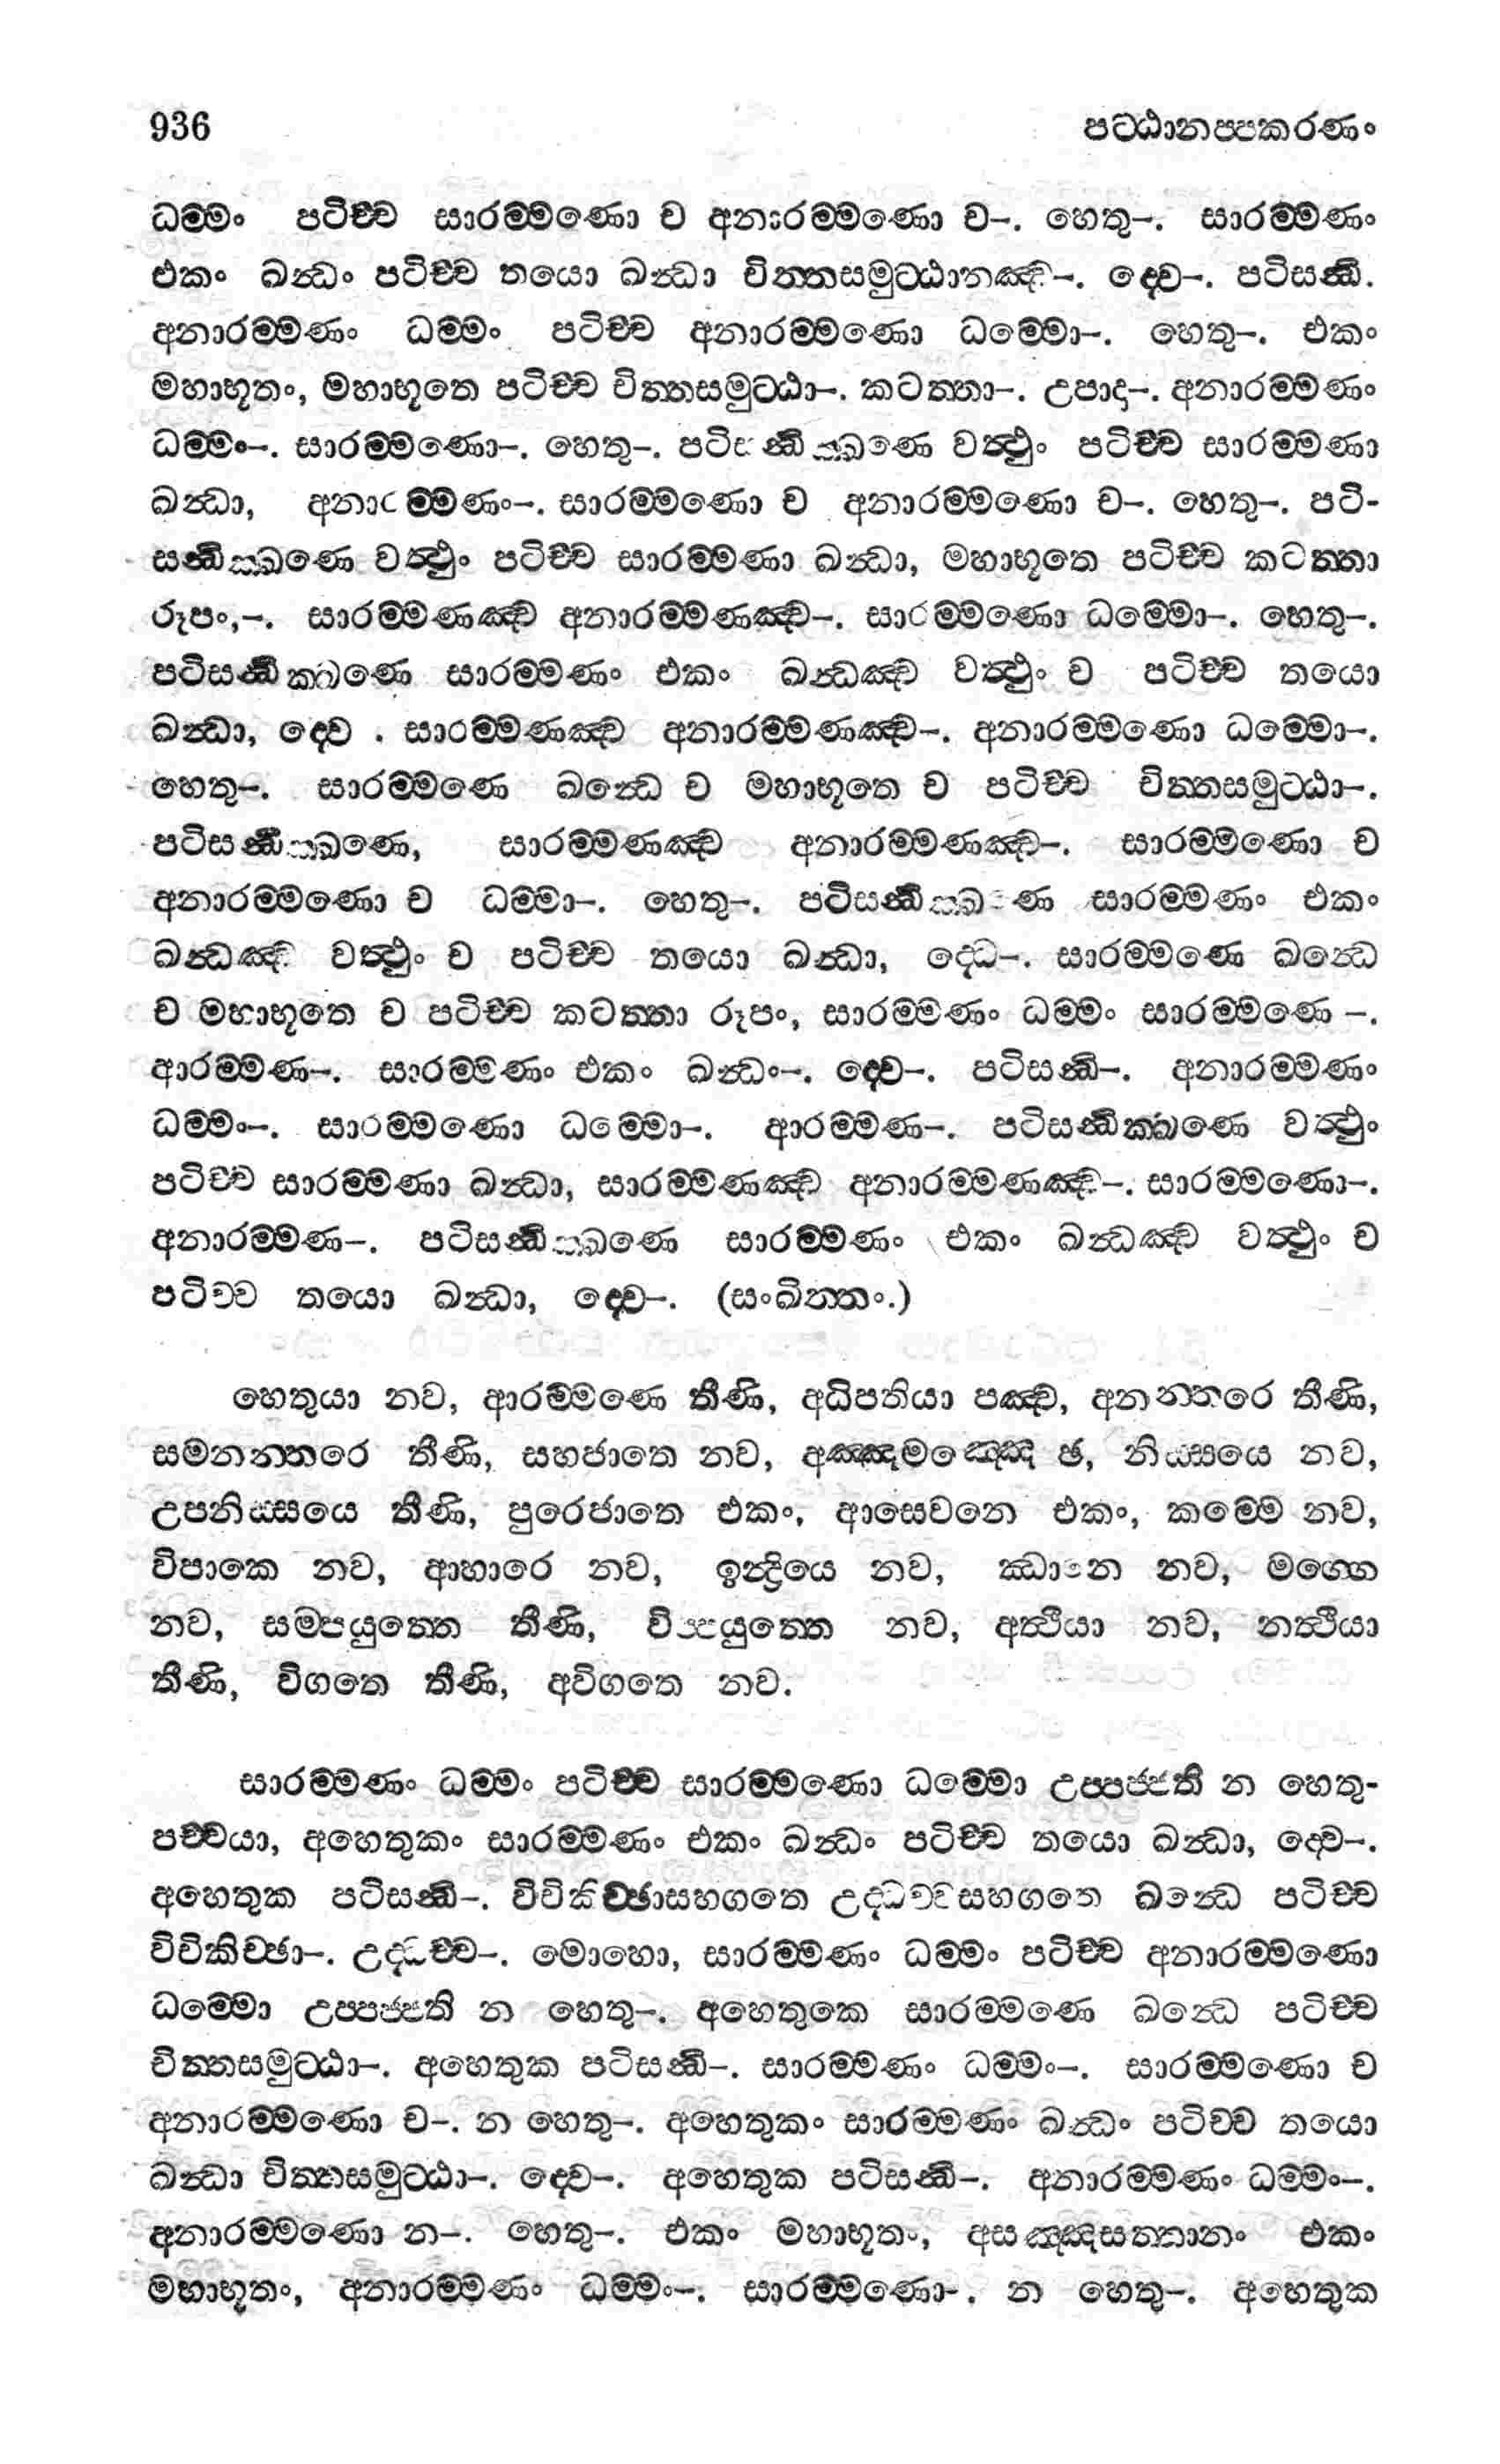 936 පට්ඨානප්පකරණං
ධම්මං පටිච්ච සාරම්මණො ච අනාරම්මණො ච–. හෙතු–. සාරම්මණං
එකං ඛන්ධං පටිච්ච තයො ඛන්ධා චිත්තසමුට්ඨානඤ්ච–. ද්වෙ–. පටිසන්ධි.
අනාරම්මණං ධම්මං පටිච්ච අනාරම්මණො ධම්මො–. හෙතු–. එකං
මහාභූතං, මහාභූතෙ පටිච්ච චිත්තසමුට්ඨා–. කටත්තා–. උපාදා–. අනාරම්මණං
ධම්මං–. සාරම්මණො–. හෙතු–. පටිසන්ධික්ඛණෙ වත්ථුං පටිච්ච සාරම්මණා
ඛන්ධා, අනාරම්මණං–. සාරම්මණො ච අනාරම්මණො ච–. හෙතු–. පටි-
සන්ධික්ඛණෙ වත්ථුං පටිච්ච සාරම්මණා ඛන්ධා, මහාභූතෙ පටිච්ච කටත්තා
රූපං,–. සාරම්මණඤ්ච අනාරම්මණඤ්ච–. සාරම්මණො ධම්මො–. හෙතු–.
පටිසන්ධික්ඛණෙ සාරම්මණං එකං ඛන්ධඤ්ච වත්ථුං ච පටිච්ච තයො
ඛන්ධා, ද්වෙ . සාරම්මණඤ්ච අනාරම්මණඤ්ච–. අනාරම්මණො ධම්මො–.
හෙතු–. සාරම්මණෙ ඛන්ධෙ ච මහාභූතෙ ච පටිච්ච චිත්තසමුට්ඨා–.
පටිසන්ධික්ඛණෙ, සාරම්මණඤ්ච අනාරම්මණඤ්ච–. සාරම්මණො ච
අනාරම්මණො ච ධම්මා–. හෙතු–. පටිසන්ධික්ඛණෙ සාරම්මණං එකං
ඛන්ධඤ්ච වත්ථුං ච පටිච්ච තයො ඛන්ධා, ද්වෙ–. සාරම්මණෙ ඛන්ධෙ
ච මහාභූතෙ ච පටිච්ච කටත්තා රූපං, සාරම්මණං ධම්මං සාරම්මණෙ –.
ආරම්මණ–. සාරම්මණං එකං ඛන්ධං–. ද්වෙ–. පටිසන්ධි–. අනාරම්මණං
ධම්මං–. සාරම්මණො ධම්මො–. ආරම්මණ–. පටිසන්ධික්ඛණෙ වත්ථුං
පටිච්ච සාරම්මණා ඛන්ධා, සාරම්මණඤ්ච අනාරම්මණඤ්ච–. සාරම්මණො–.
අනාරම්මණ–. පටිසන්ධික්ඛණෙ සාරම්මණං එකං ඛන්ධඤ්ච වත්ථුං ච
පටිච්ච තයො ඛන්ධා, ද්වෙ–. (සංඛිත්තං.)
හෙතුයා නව, ආරම්මණෙ තීණි, අධිපතියා පඤ්ච, අනන්තරෙ තීණි,
සමනන්තරෙ තීණි, සහජාතෙ නව, අඤ්ඤමඤ්ඤෙ ඡ, නිස්සයෙ නව,
උපනිස්සයෙ තීණි, පුරෙජාතෙ එකං, ආසෙවනෙ එකං, කම්මෙ නව,
විපාකෙ නව, ආහාරෙ නව, ඉන්ද්‍රියෙ නව, ඣානෙ නව, මග්ගෙ
නව, සම්පයුත්තෙ තීණි, විප්පයුත්තෙ නව, අත්ථියා නව, නත්ථියා
තීණි, විගතෙ තීණි, අවිගතෙ නව.
සාරම්මණං ධම්මං පටිච්ච සාරම්මණො ධම්මො උප්පජ්ජති න හෙතු-
පච්චයා, අහෙතුකං සාරම්මණං එකං ඛන්ධං පටිච්ච තයො ඛන්ධා, ද්වෙ–.
අහෙතුක පටිසන්ධි–. විචිකිච්ඡාසහගතෙ උද්ධච්චසහගතෙ ඛන්ධෙ පටිච්ච
විචිකිච්ඡා–. උද්ධච්ච–. මොහො, සාරම්මණං ධම්මං පටිච්ච අනාරම්මණො
ධම්මො උප්පජ්ජති න හෙතු–. අහෙතුකෙ සාරම්මණෙ ඛන්ධෙ පටිච්ච
චිත්තසමුට්ඨා–. අහෙතුක පටිසන්ධි–. සාරම්මණං ධම්මං–. සාරම්මණො ච
අනාරම්මණො ච–. න හෙතු–. අහෙතුකං සාරම්මණං ඛන්ධං පටිච්ච තයො
ඛන්ධා චිත්තසමුට්ඨා–. ද්වෙ–. අහෙතුක පටිසන්ධි–. අනාරම්මණං ධම්මං–.
අනාරම්මණො න–. හෙතු–. එකං මහාභූතං, අසඤ්ඤසත්තානං එකං
මහාභූතං, අනාරම්මණං ධම්මං–. සාරම්මණො–. න හෙතු–. අහෙතුක